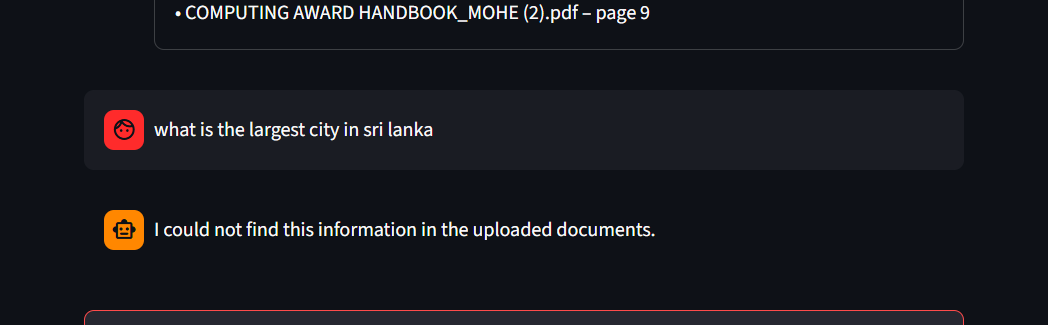 • COMPUTING AWARD HANDBOOK_MOHE (2).pdf – page 9
what is the largest city in sri lanka
I could not find this information in the uploaded documents.